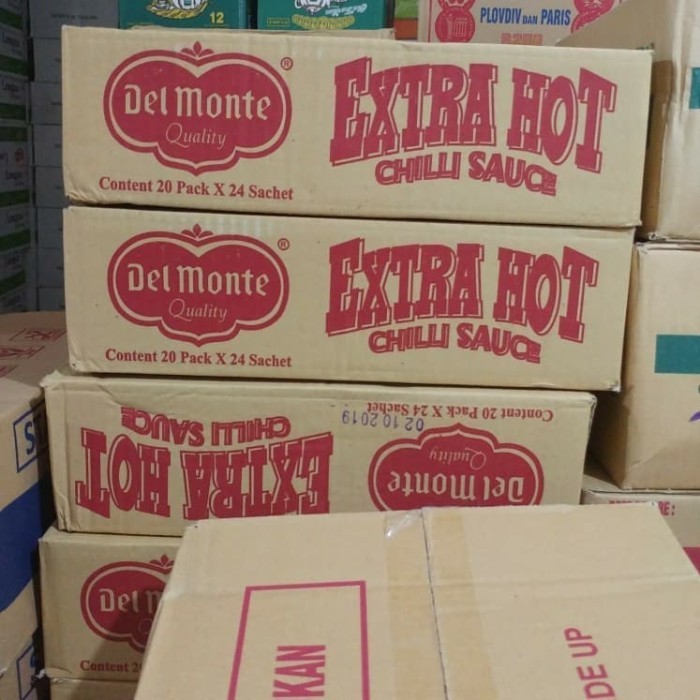 12
PLOVDIV DAN PARIS
Del Monte ®
Quality
Content 20 Pack X 24 Sachet
EXTRA HOT
CHILLI SAUCE
Del Monte ®
Quality
Content 20 Pack X 24 Sachet
EXTRA HOT
CHILLI SAUCE
Del Monte
Quality
Content 20 Pack X 24 Sachet
02 10 2019
EXTRA HOT
CHILLI SAUCE
Del M
Content 2
KAN
DE UP